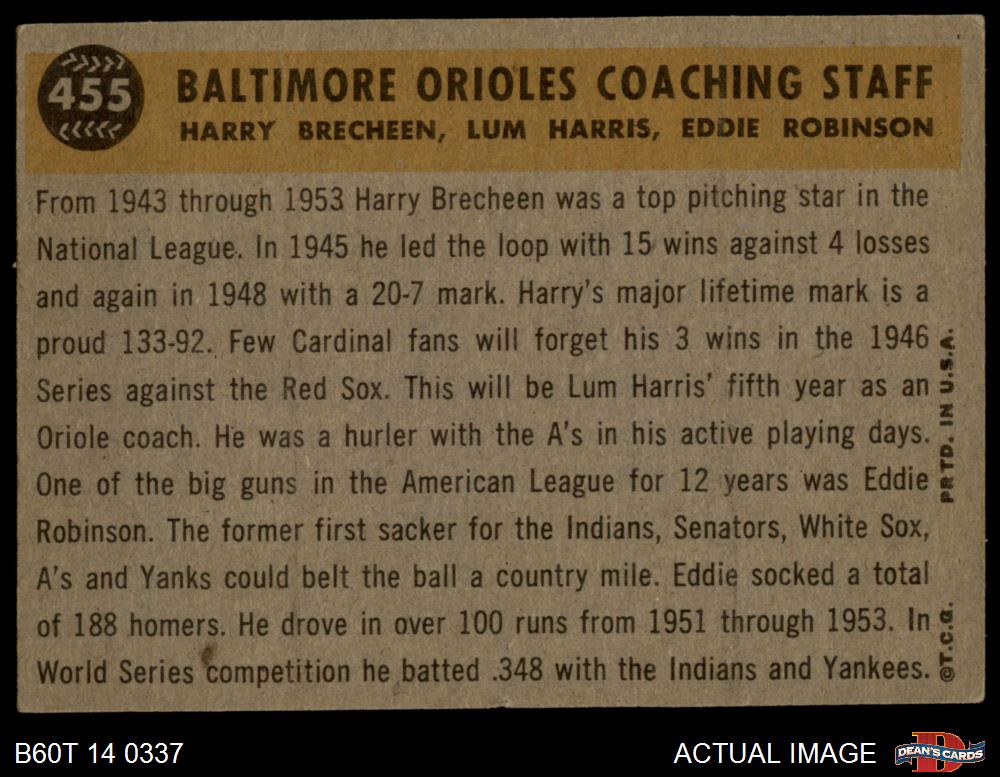 455
BALTIMORE ORIOLES COACHING STAFF
HARRY BRECHEEN, LUM HARRIS, EDDIE ROBINSON
From 1943 through 1953 Harry Brecheen was a top pitching star in the
National League. In 1945 he led the loop with 15 wins against 4 losses
and again in 1948 with a 20-7 mark. Harry's major lifetime mark is a
proud 133-92. Few Cardinal fans will forget his 3 wins in the 1946
Series against the Red Sox. This will be Lum Harris' fifth year as an
Oriole coach. He was a hurler with the A's in his active playing days.
One of the big guns in the American League for 12 years was Eddie
Robinson. The former first sacker for the Indians, Senators, White Sox,
A's and Yanks could belt the ball a country mile. Eddie socked a total
of 188 homers. He drove in over 100 runs from 1951 through 1953. In
World Series competition he batted .348 with the Indians and Yankees.
©T.C.G. PRTD. IN U.S.A.
B60T 14 0337
ACTUAL IMAGE
DEAN'S CARDS